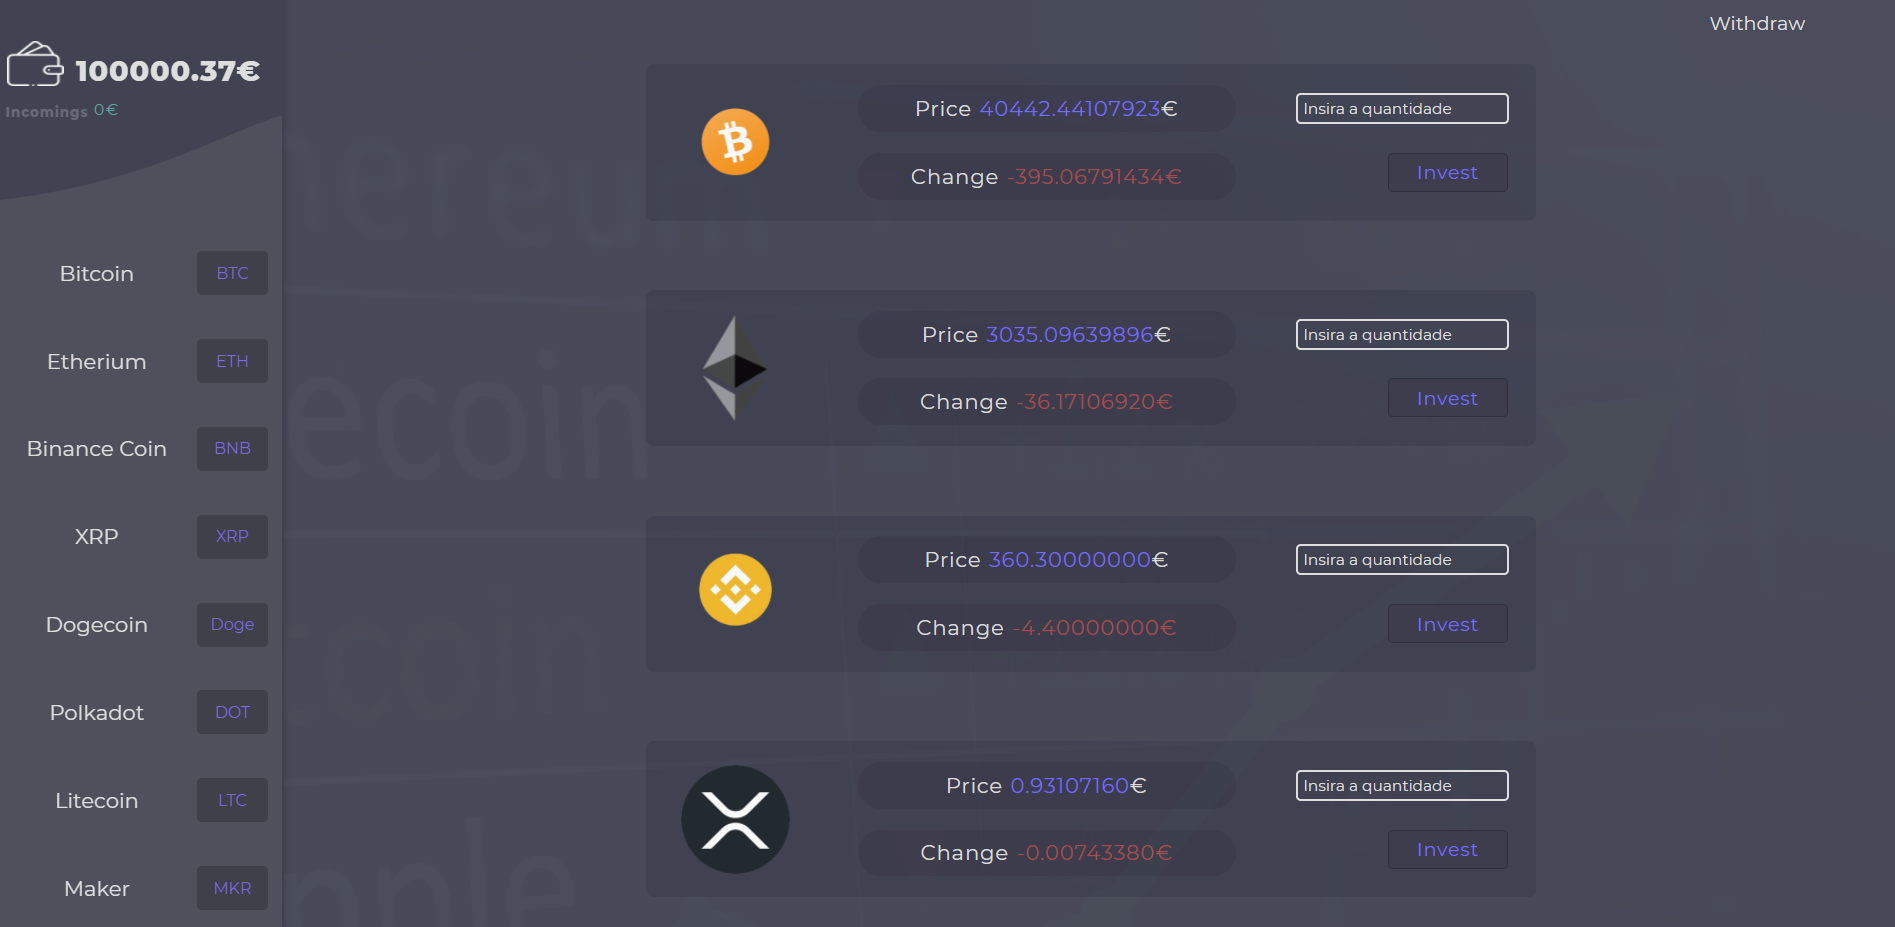 Withdraw
100000.37€
Incomings 0€
Bitcoin BTC
Etherium ETH
Binance Coin BNB
XRP XRP
Dogecoin Doge
Polkadot DOT
Litecoin LTC
Maker MKR
Price 40442.44107923€
Insira a quantidade
Change -395.06791434€
Invest
Price 3035.09639896€
Insira a quantidade
Change -36.17106920€
Invest
Price 360.30000000€
Insira a quantidade
Change -4.40000000€
Invest
Price 0.93107160€
Insira a quantidade
Change -0.00743380€
Invest